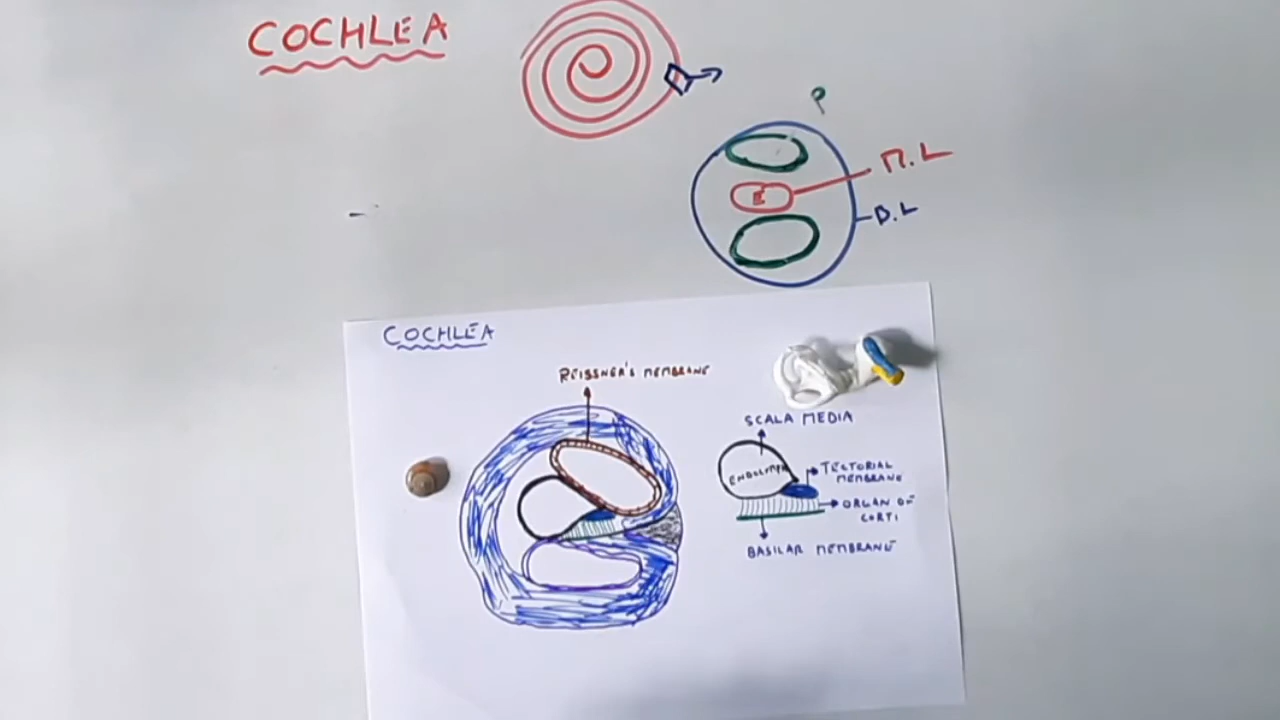 COCHLEA
P
M.L
B.L
COCHLEA
REISSNER'S MEMBRANE
SCALA MEDIA
ENDOLYMPH
TECTORIAL
MEMBRANE
ORGAN OF
CORTI
BASILAR MEMBRANE
E